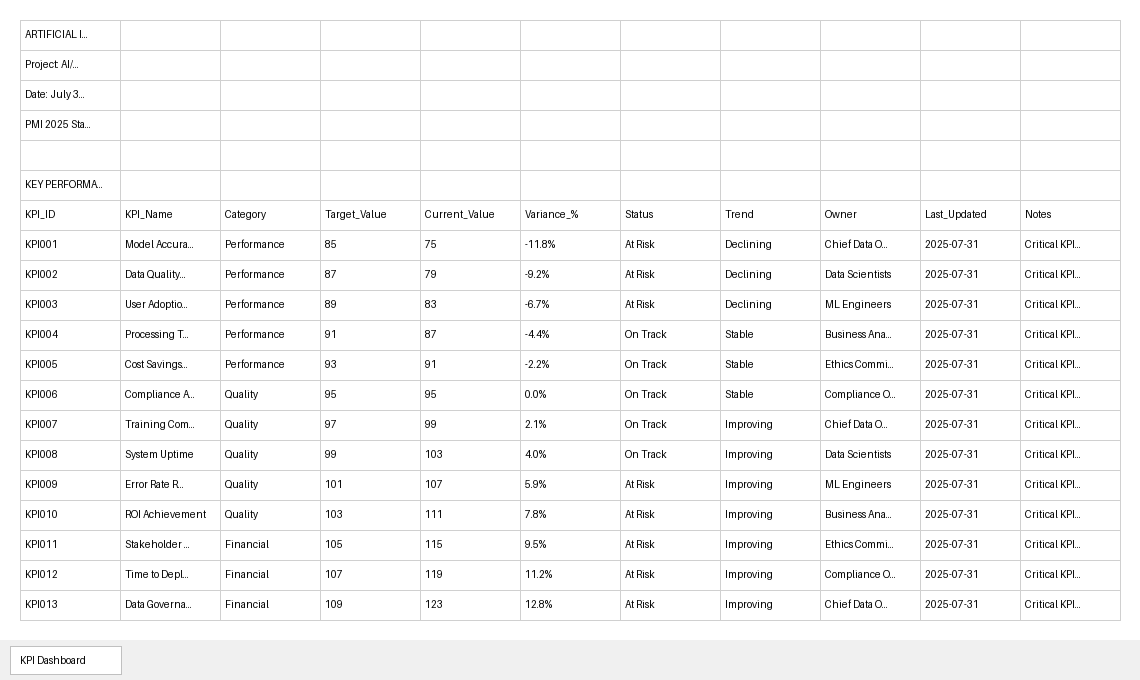 ARTIFICIAL I...
Project: AI/...
Date: July 3...
PMI 2025 Sta...
KEY PERFORMA...
KPI_ID KPI_Name Category Target_Value Current_Value Variance_% Status Trend Owner Last_Updated Notes
KPI001 Model Accura... Performance 85 75 -11.8% At Risk Declining Chief Data O... 2025-07-31 Critical KPI...
KPI002 Data Quality... Performance 87 79 -9.2% At Risk Declining Data Scientists 2025-07-31 Critical KPI...
KPI003 User Adoptio... Performance 89 83 -6.7% At Risk Declining ML Engineers 2025-07-31 Critical KPI...
KPI004 Processing T... Performance 91 87 -4.4% On Track Stable Business Ana... 2025-07-31 Critical KPI...
KPI005 Cost Savings... Performance 93 91 -2.2% On Track Stable Ethics Commi... 2025-07-31 Critical KPI...
KPI006 Compliance A... Quality 95 95 0.0% On Track Stable Compliance O... 2025-07-31 Critical KPI...
KPI007 Training Com... Quality 97 99 2.1% On Track Improving Chief Data O... 2025-07-31 Critical KPI...
KPI008 System Uptime Quality 99 103 4.0% On Track Improving Data Scientists 2025-07-31 Critical KPI...
KPI009 Error Rate R... Quality 101 107 5.9% At Risk Improving ML Engineers 2025-07-31 Critical KPI...
KPI010 ROI Achievement Quality 103 111 7.8% At Risk Improving Business Ana... 2025-07-31 Critical KPI...
KPI011 Stakeholder ... Financial 105 115 9.5% At Risk Improving Ethics Commi... 2025-07-31 Critical KPI...
KPI012 Time to Depl... Financial 107 119 11.2% At Risk Improving Compliance O... 2025-07-31 Critical KPI...
KPI013 Data Governa... Financial 109 123 12.8% At Risk Improving Chief Data O... 2025-07-31 Critical KPI...
KPI Dashboard